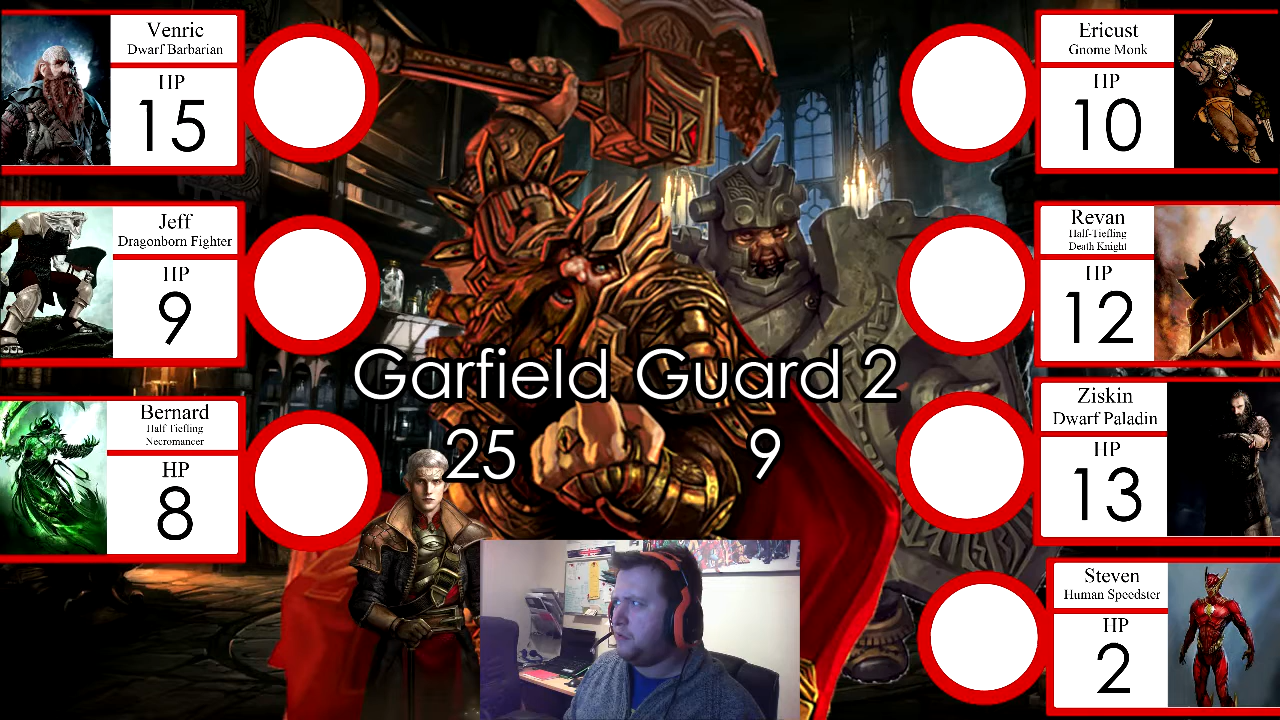 Venric
Dwarf Barbarian
HP
15
Jeff
Dragonborn Fighter
HP
9
Bernard
Half-Tiefling
Necromancer
HP
8
Garfield Guard 2
25 9
Ericust
Gnome Monk
HP
10
Revan
Half-Tiefling
Death Knight
HP
12
Ziskin
Dwarf Paladin
HP
13
Steven
Human Speedster
HP
2